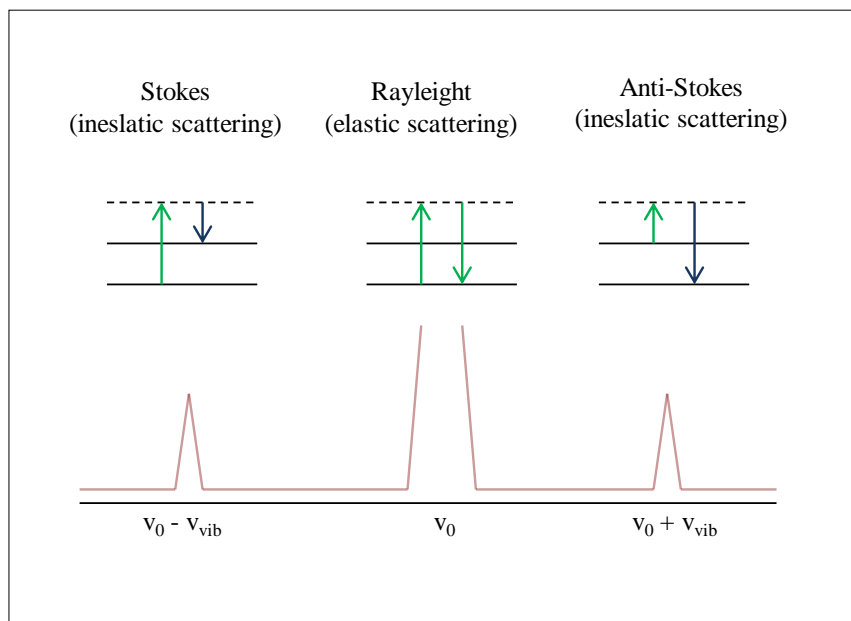 Stokes
(ineslatic scattering)
Rayleight
(elastic scattering)
Anti-Stokes
(ineslatic scattering)
v₀ - vᵥᵢb
v₀
v₀ + vᵥᵢb